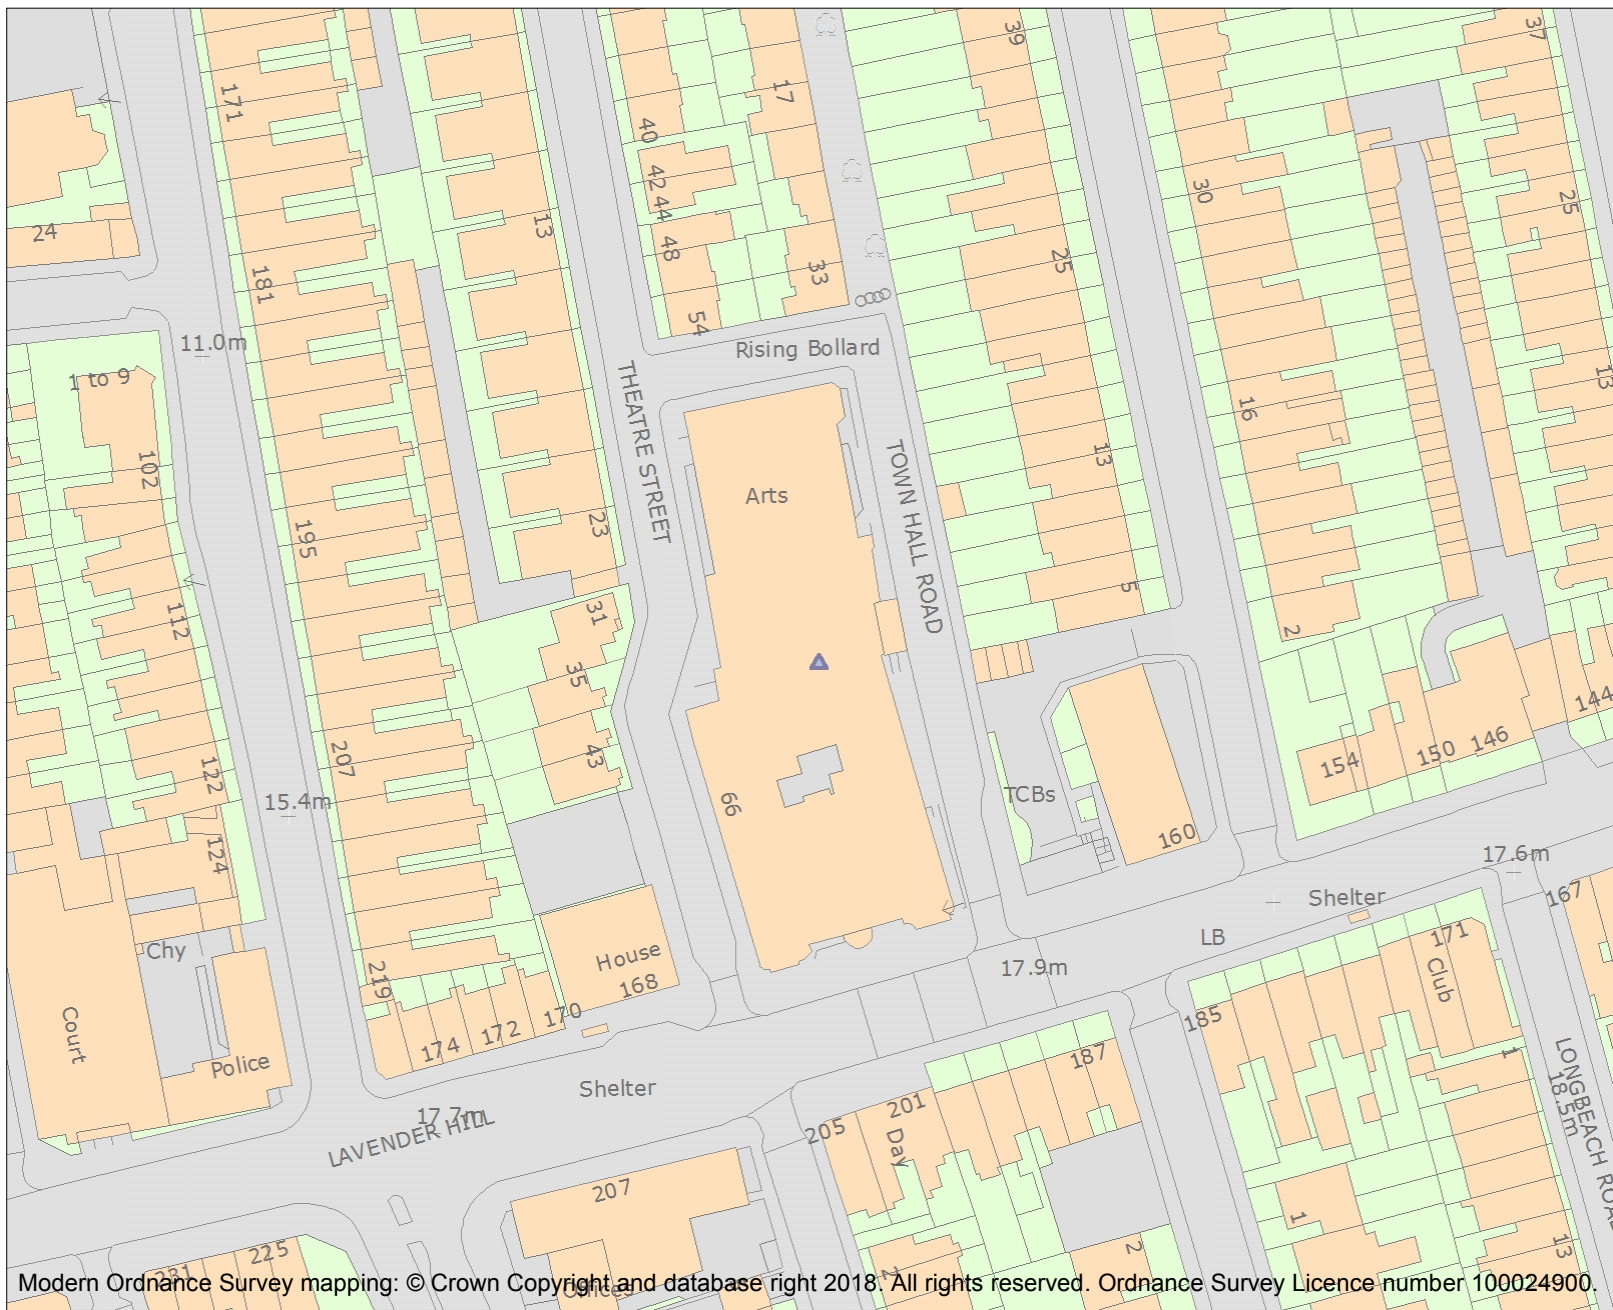 39
37
171
17
40
30
25
42
44
24
13
48
25
181
33
54
11.0m
Rising Bollard
1 to 9
THEATRE STREET
13
16
102
13
Arts
TOWN HALL ROAD
195
23
5
31
112
2
35
144
207
43
150
146
154
122
TCBs
15.4m
66
160
124
17.6m
Shelter
167
LB
171
Chy
House
17.9m
Club
219
168
170
185
172
174
Court
187
1
Police
Shelter
LONGBEACH ROAD
18.5m
17.7m
LAVENDER HILL
201
205
Day
207
1
225
2
13
231
2
Offices
Modern Ordnance Survey mapping: © Crown Copyright and database right 2018. All rights reserved. Ordnance Survey Licence number 100024900.